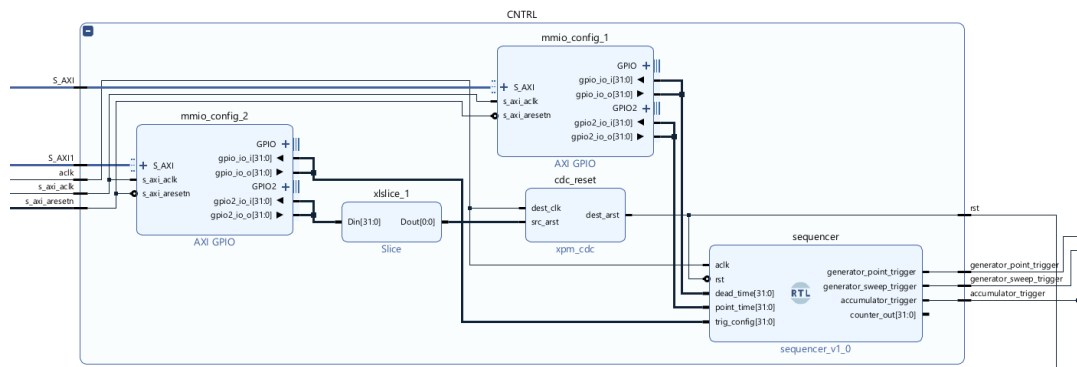 CNTRL
mmio_config_1
GPIO
gpio_io_i[31:0]
gpio_io_o[31:0]
GPIO2
gpio2_io_i[31:0]
gpio2_io_o[31:0]
S_AXI
s_axi_aclk
s_axi_aresetn
AXI GPIO
S_AXI
S_AXI1
aclk
s_axi_aclk
s_axi_aresetn
mmio_config_2
GPIO
gpio_io_i[31:0]
gpio_io_o[31:0]
GPIO2
gpio2_io_i[31:0]
gpio2_io_o[31:0]
S_AXI
s_axi_aclk
s_axi_aresetn
AXI GPIO
xlslice_1
Din[31:0]
Dout[0:0]
Slice
cdc_reset
dest_clk
src_arst
dest_arst
xpm_cdc
sequencer
aclk
rst
dead_time[31:0]
point_time[31:0]
trig_config[31:0]
RTL
generator_point_trigger
generator_sweep_trigger
accumulator_trigger
counter_out[31:0]
sequencer_v1_0
rst
generator_point_trigger
generator_sweep_trigger
accumulator_trigger